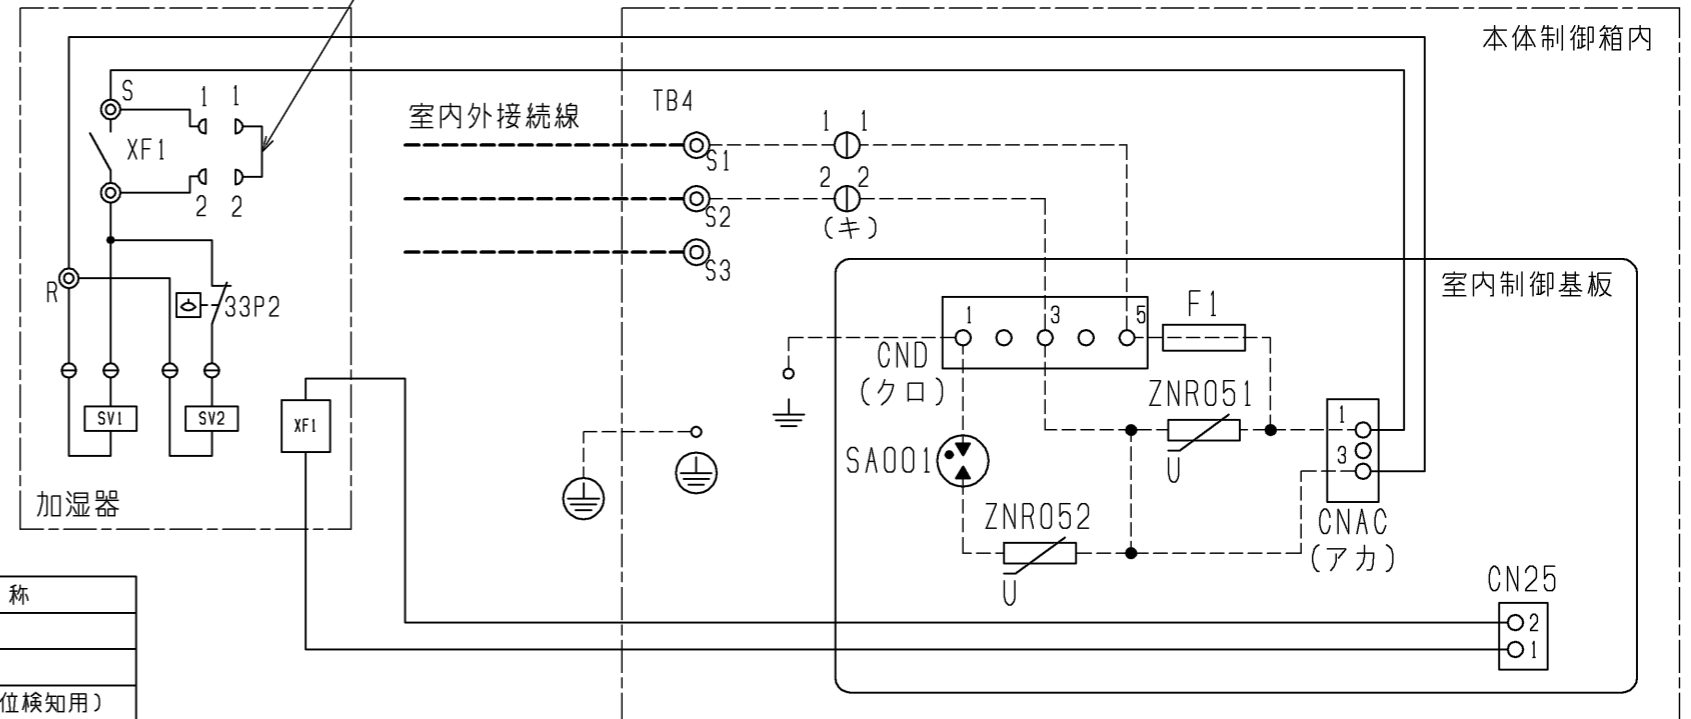 本体制御箱内
S
1 1
XF1
2 2
室内外接続線
TB4
S1
1 1
S2
2 2
(キ)
S3
R
33P2
SV1
SV2
XF1
加湿器
室内制御基板
1
3
5
F1
CND
(クロ)
ZNR051
U
SA001
ZNR052
U
1
3
CNAC
(アカ)
CN25
2
1
称
位検知用)